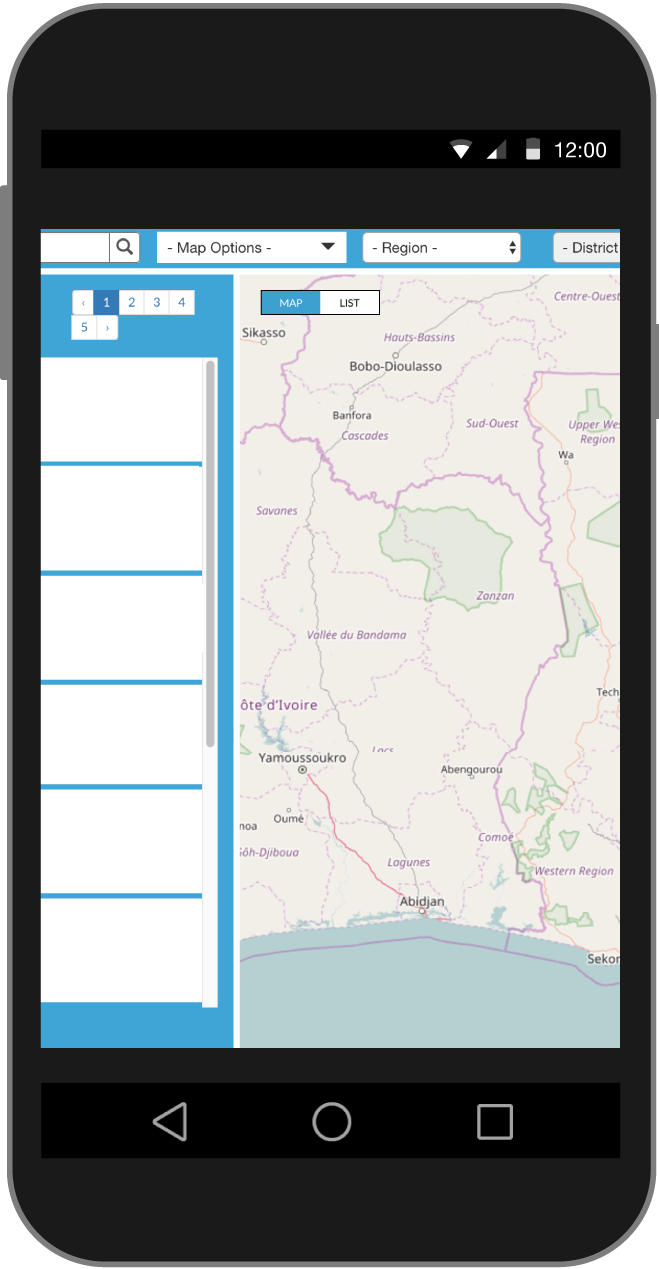 12:00
- Map Options -
- Region -
- District
‹ 1 2 3 4
5 ›
MAP LIST
Centre-Ouest
Sikasso
Hauts-Bassins
Bobo-Dioulasso
Banfora
Cascades
Sud-Ouest
Upper Wes
Region
Wa
Savanes
Zanzan
Vallée du Bandama
Tech
ôte d'Ivoire
Lacs
Yamoussoukro
Abengourou
Oumé
noa
Comoé
Gôh-Djiboua
Lagunes
Western Region
Abidjan
Sekon